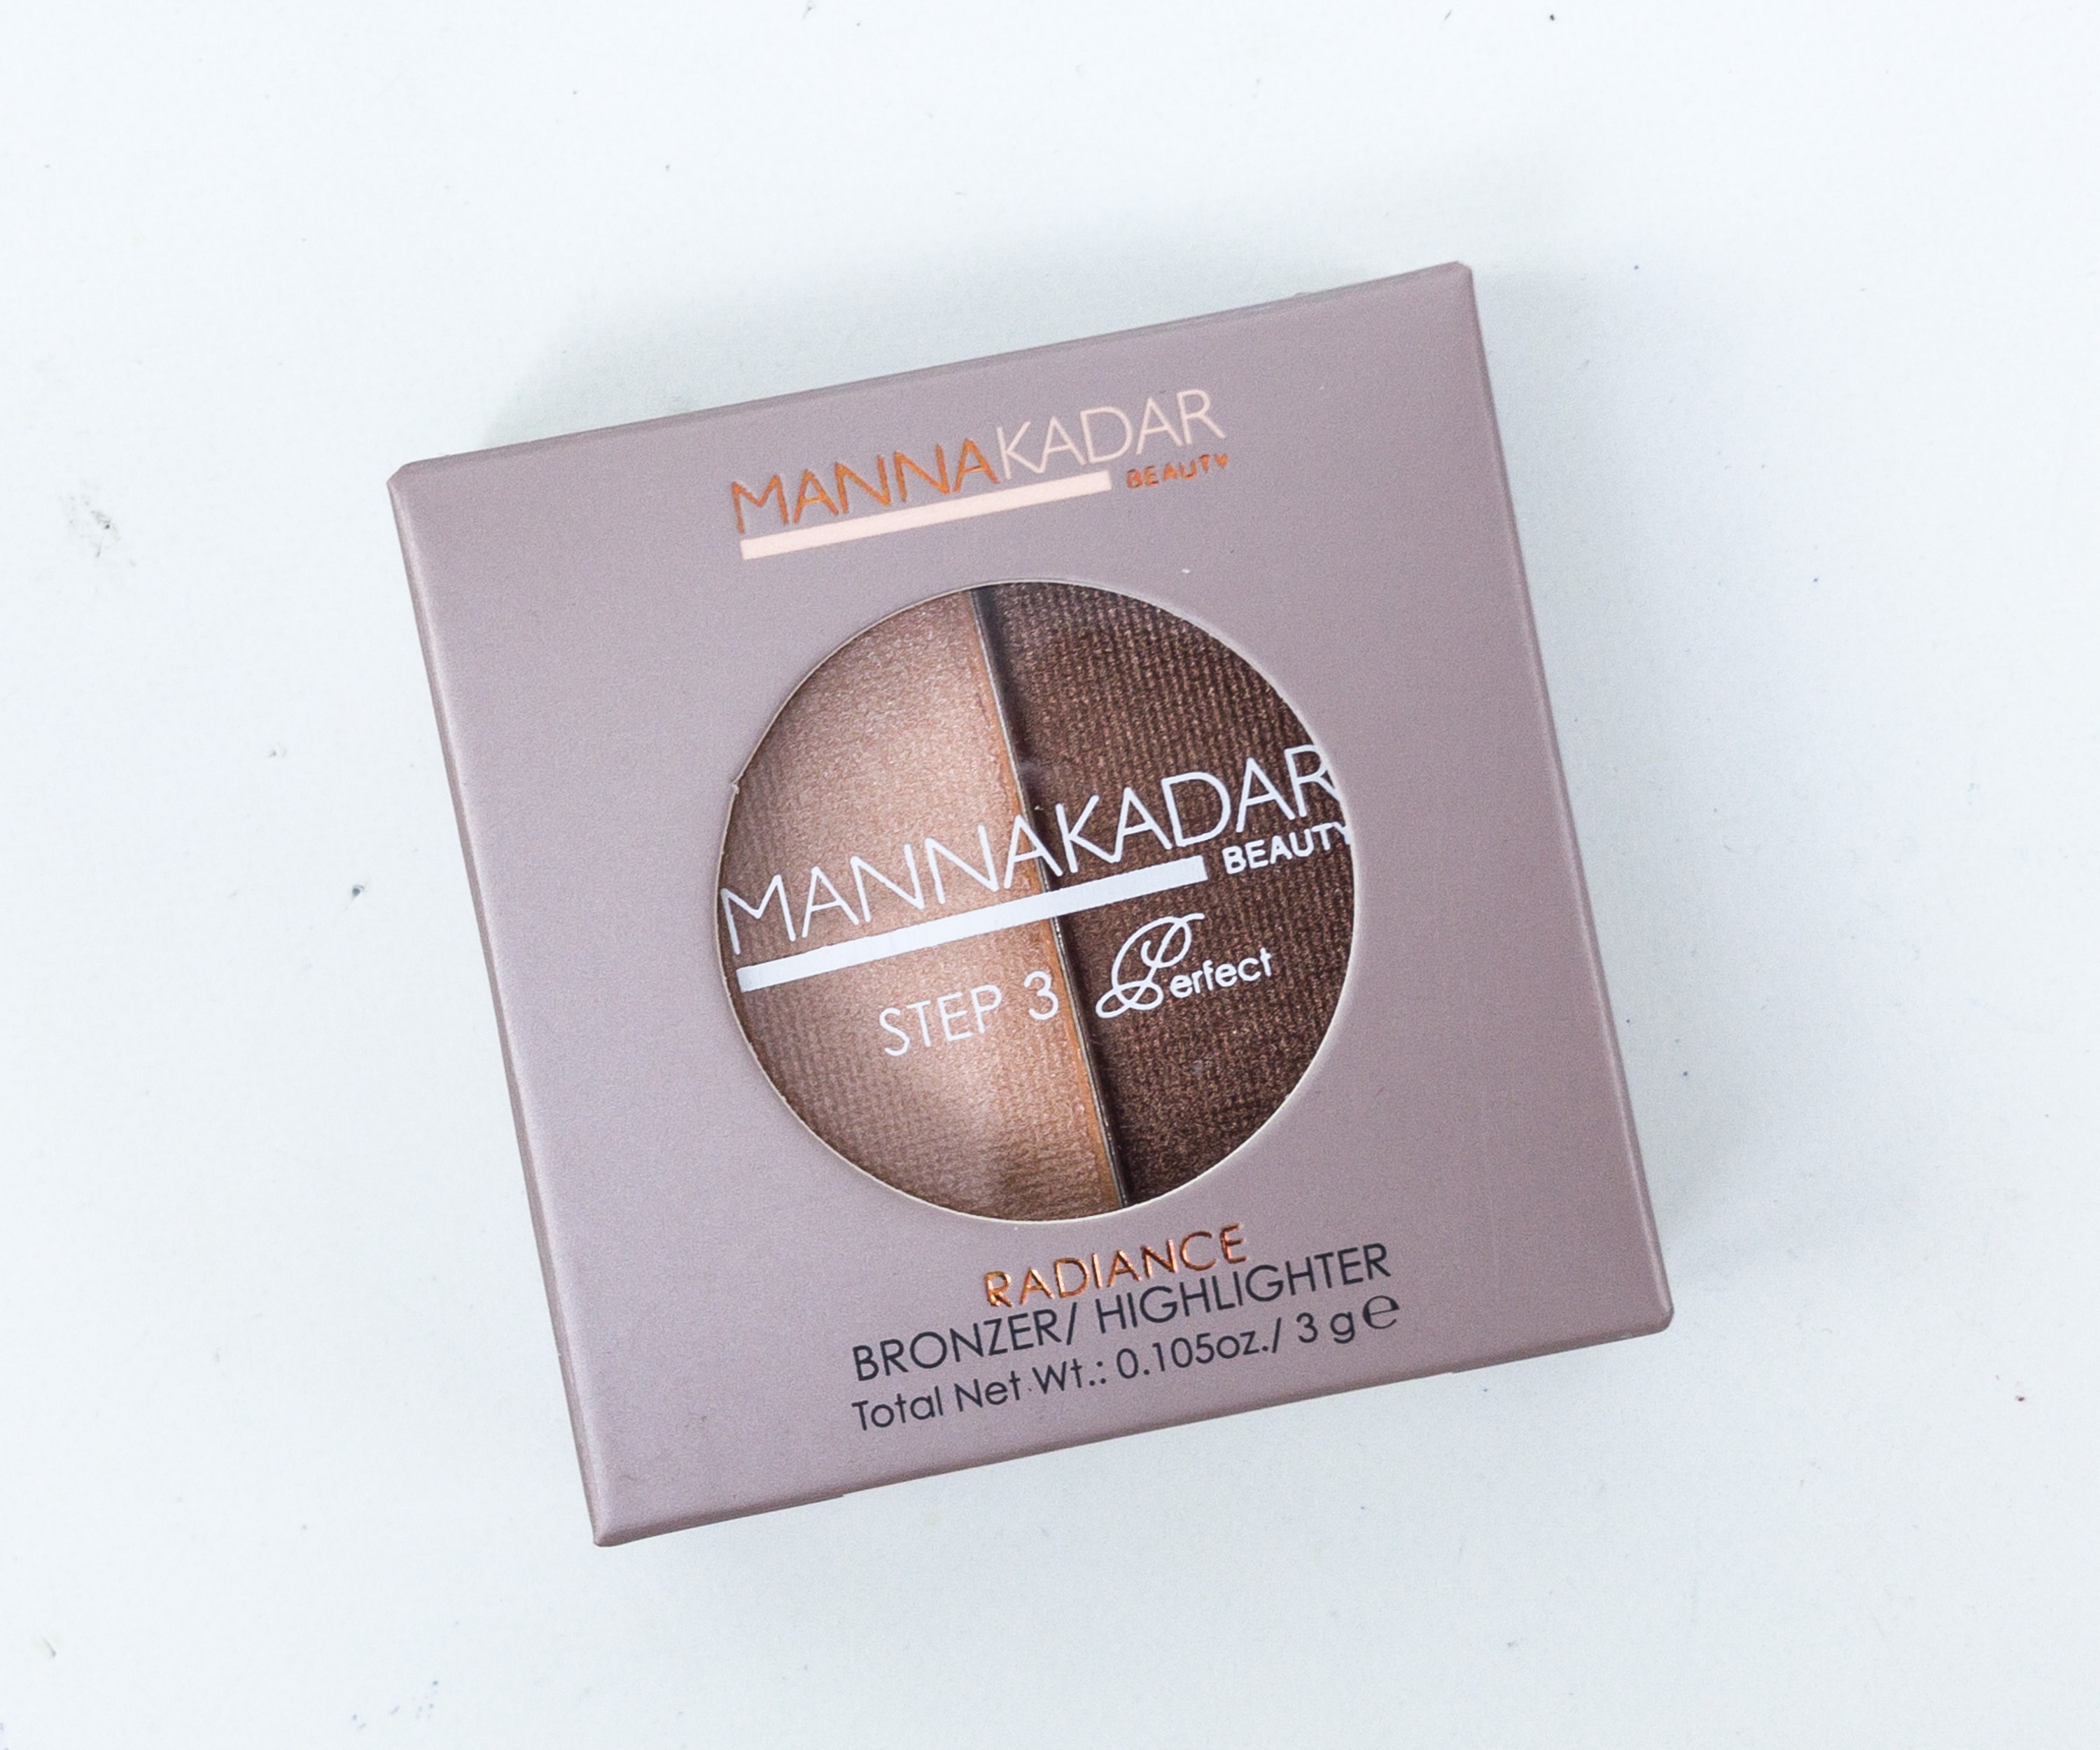 MANNAKADAR
BEAUTY
MANNAKADAR
BEAUTY
STEP 3 Perfect
RADIANCE
BRONZER/ HIGHLIGHTER
Total Net Wt.: 0.105oz./ 3 g ℮